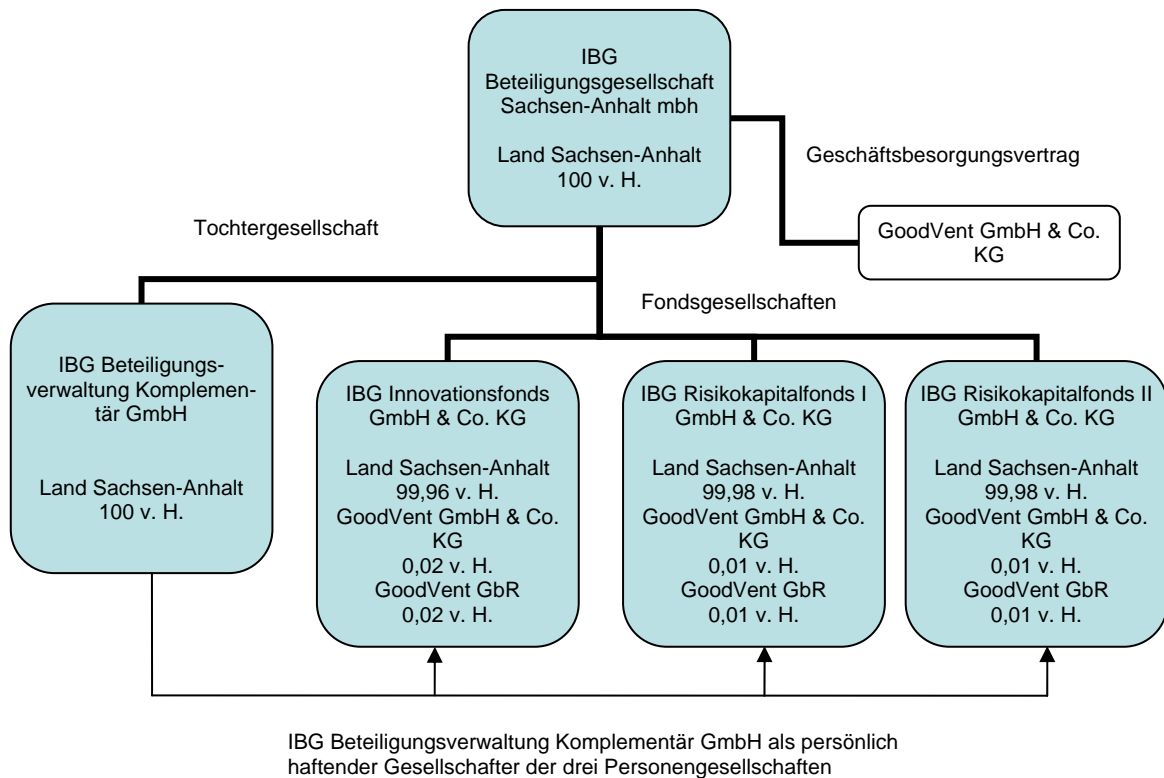 IBG
Beteiligungsgesellschaft
Sachsen-Anhalt mbh
Land Sachsen-Anhalt
100 v. H.
Geschäftsbesorgungsvertrag
GoodVent GmbH & Co.
KG
Tochtergesellschaft
Fondsgesellschaften
IBG Beteiligungs-
verwaltung Komplemen-
tär GmbH
Land Sachsen-Anhalt
100 v. H.
IBG Innovationsfonds
GmbH & Co. KG
Land Sachsen-Anhalt
99,96 v. H.
GoodVent GmbH & Co.
KG
0,02 v. H.
GoodVent GbR
0,02 v. H.
IBG Risikokapitalfonds I
GmbH & Co. KG
Land Sachsen-Anhalt
99,98 v. H.
GoodVent GmbH & Co.
KG
0,01 v. H.
GoodVent GbR
0,01 v. H.
IBG Risikokapitalfonds II
GmbH & Co. KG
Land Sachsen-Anhalt
99,98 v. H.
GoodVent GmbH & Co.
KG
0,01 v. H.
GoodVent GbR
0,01 v. H.
IBG Beteiligungsverwaltung Komplementär GmbH als persönlich
haftender Gesellschafter der drei Personengesellschaften